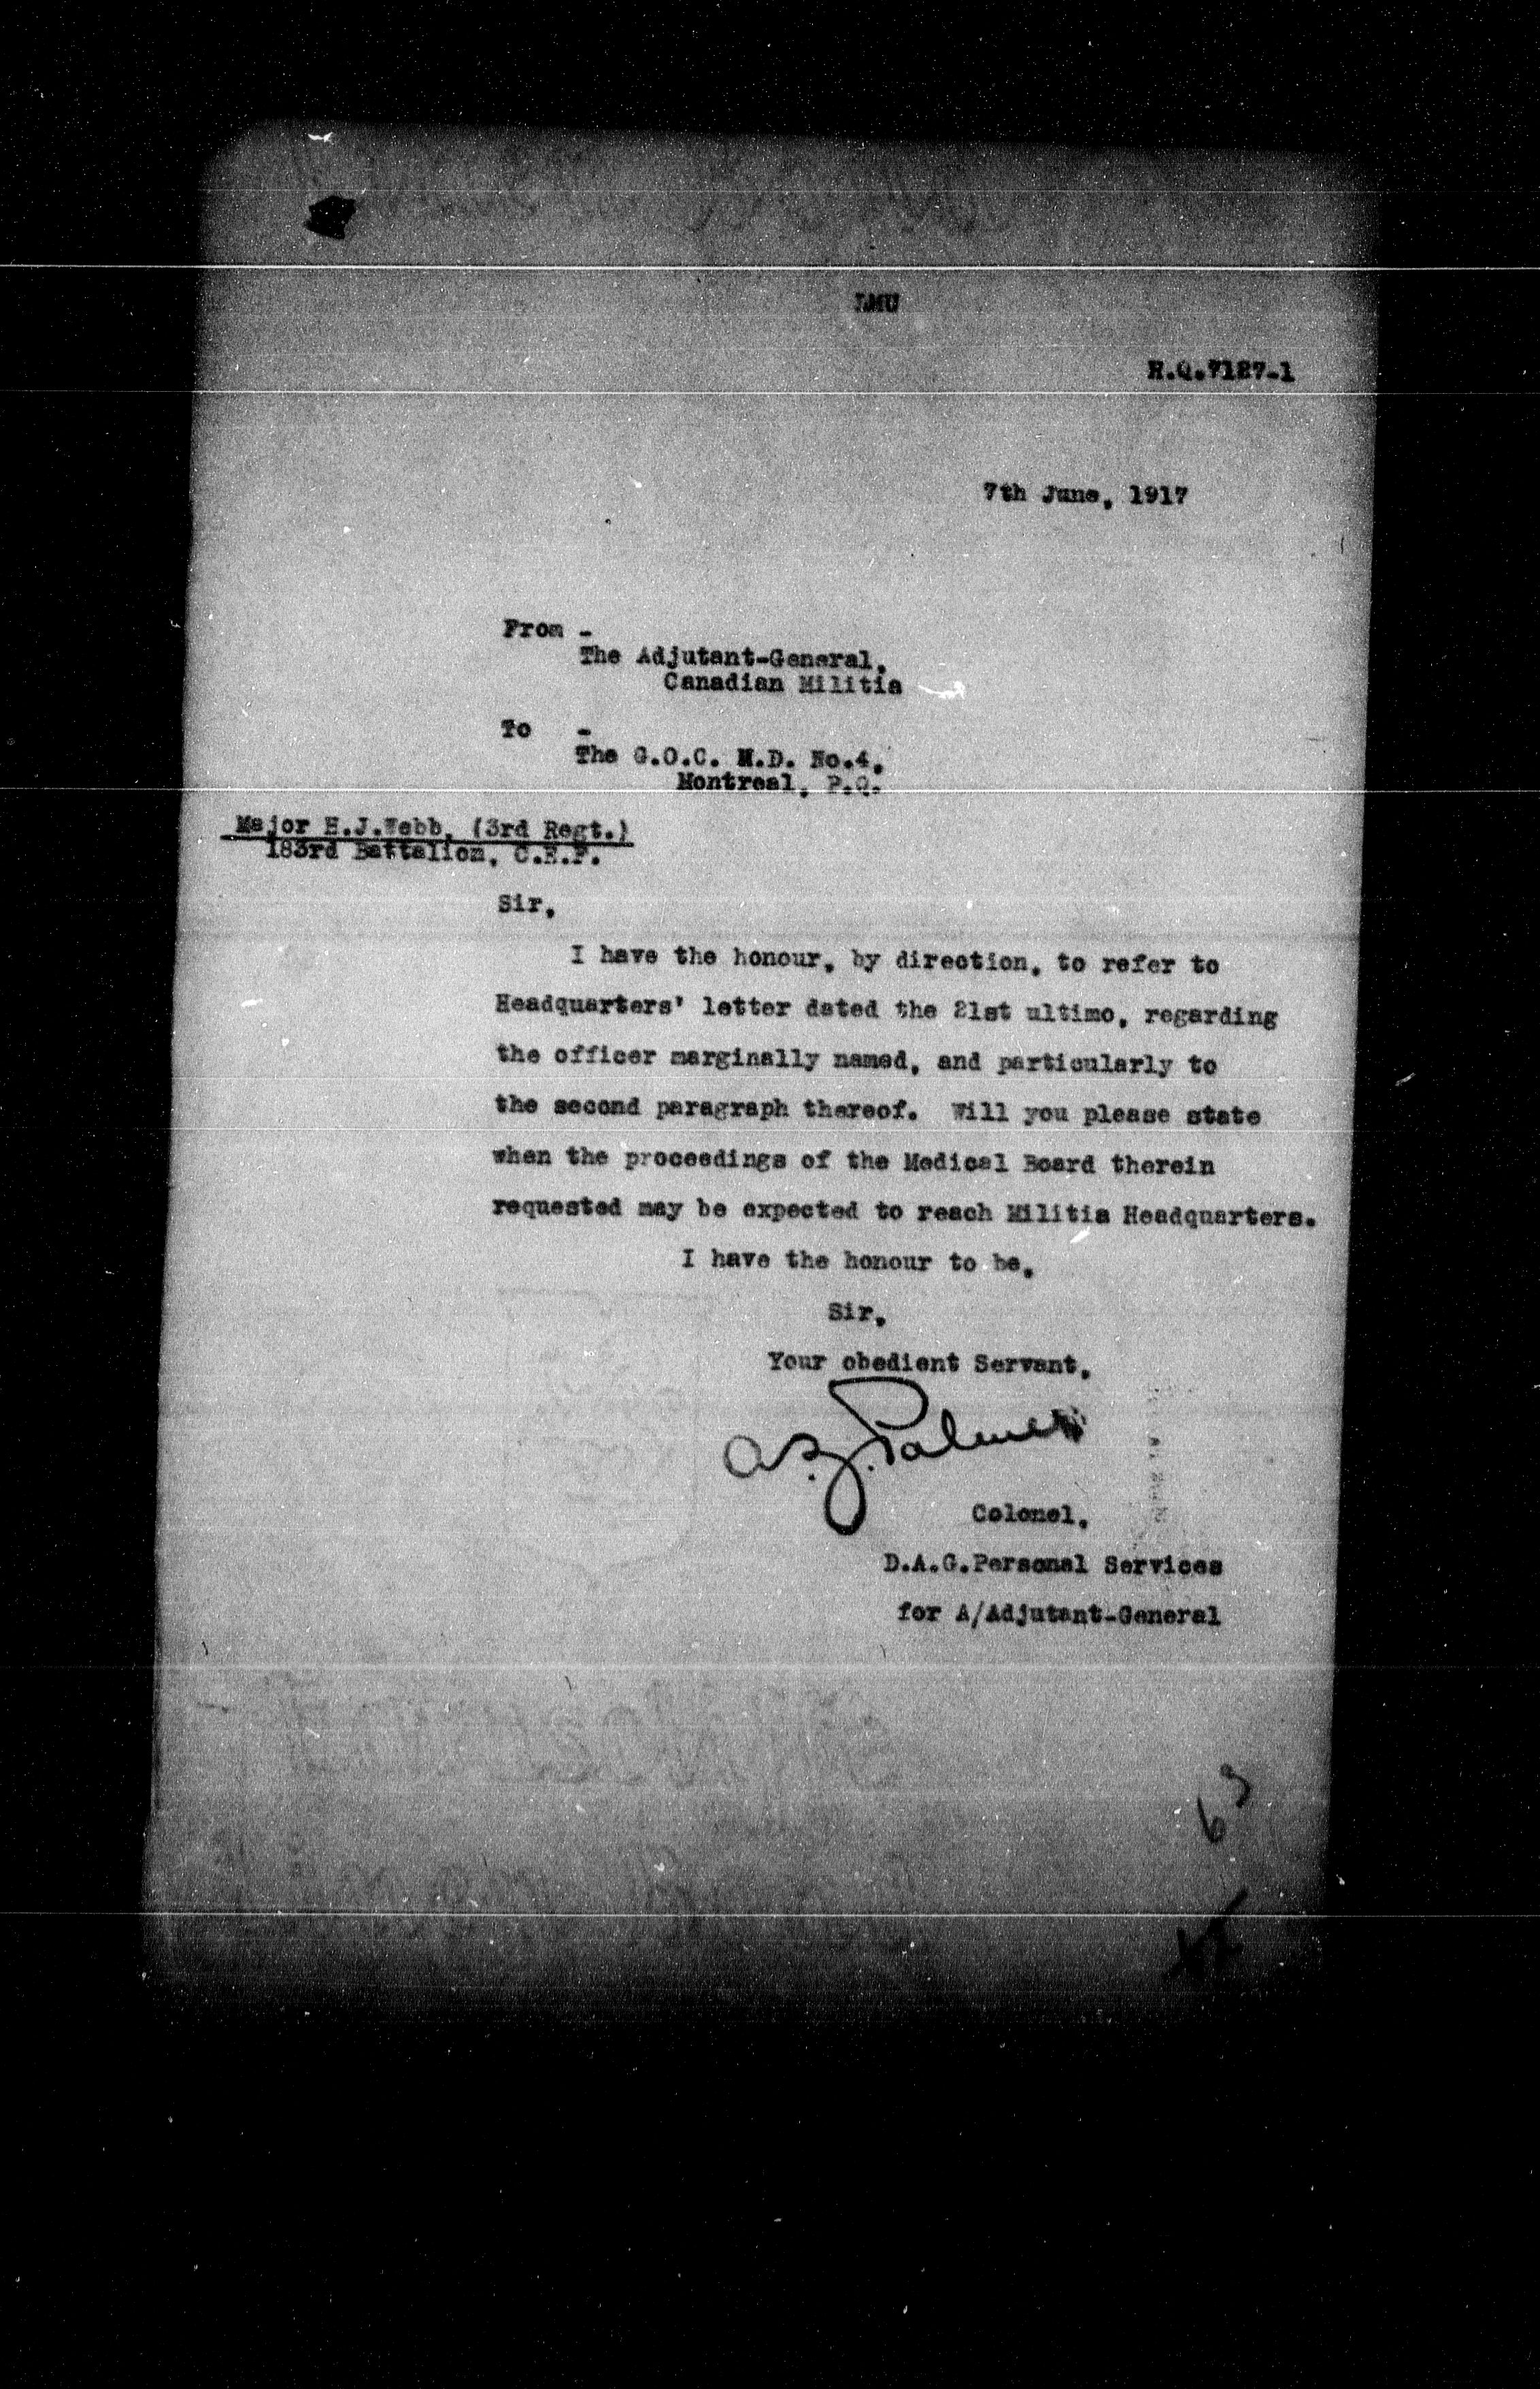 LMU
H.Q.7127-1
7th June, 1917
From -
The Adjutant-General,
Canadian Militia
To -
The G.O.C. M.D. No.4,
Montreal, P.Q.
Major H.J.Webb, (3rd Regt.)
183rd Battalion, C.E.F.
Sir,
I have the honour, by direction, to refer to
Headquarters' letter dated the 21st ultimo, regarding
the officer marginally named, and particularly to
the second paragraph thereof. Will you please state
when the proceedings of the Medical Board therein
requested may be expected to reach Militia Headquarters.
I have the honour to be,
Sir,
Your obedient Servant,
Palmer
Colonel,
D.A.G.Personal Services
for A/Adjutant-General